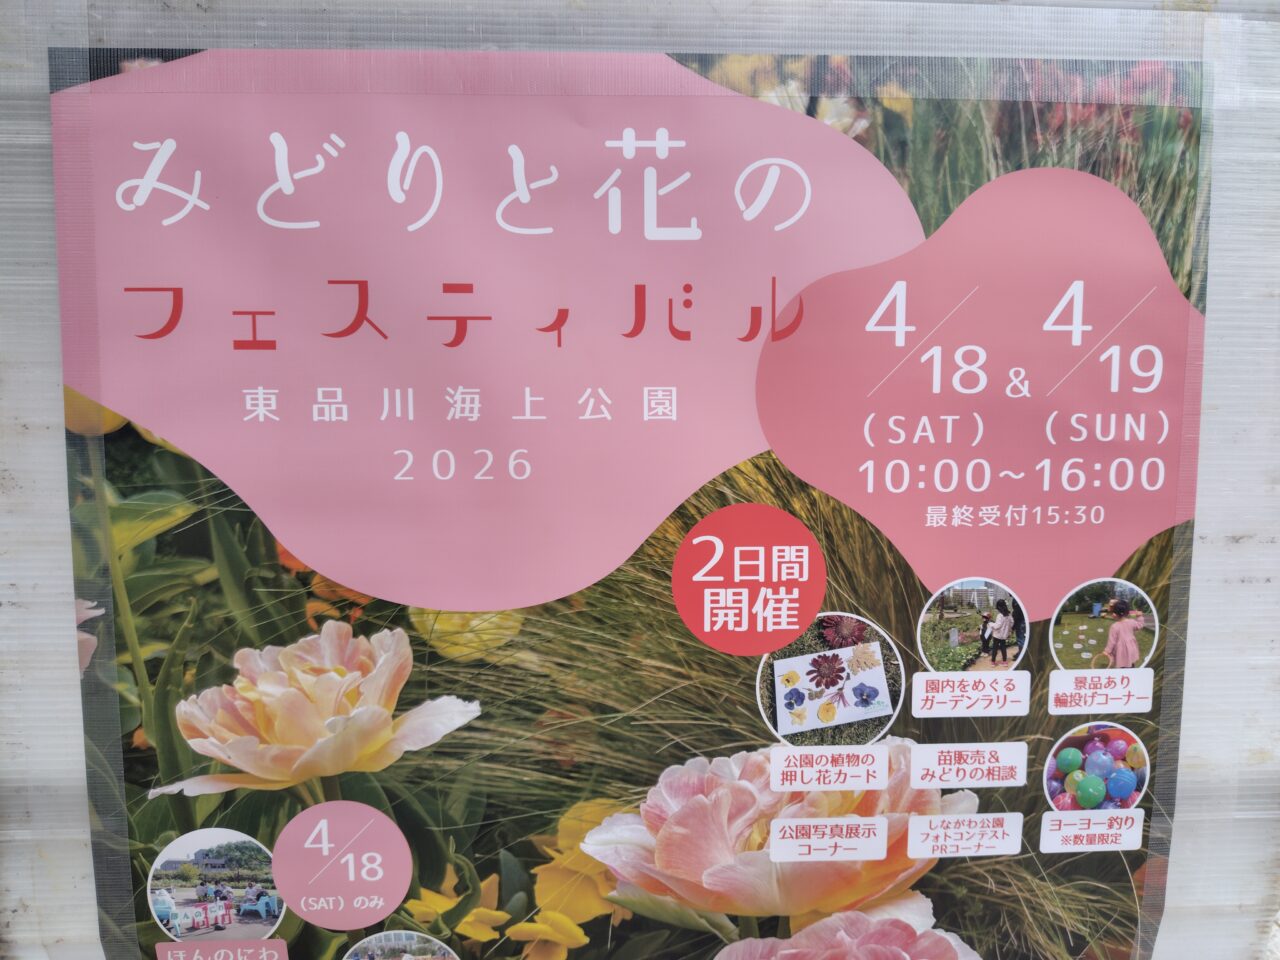 みどりと花の
フェスティバル
東品川海上公園
2026
4/18 & 4/19
(SAT) (SUN)
10:00~16:00
最終受付15:30
2日間
開催
園内をめぐる
ガーデンラリー
景品あり
輪投げコーナー
公園の植物の
押し花カード
苗販売&
みどりの相談
ヨーヨー釣り
※数量限定
公園写真展示
コーナー
しながわ公園
フォトコンテスト
PRコーナー
4/18
(SAT) のみ
ほんのにわ